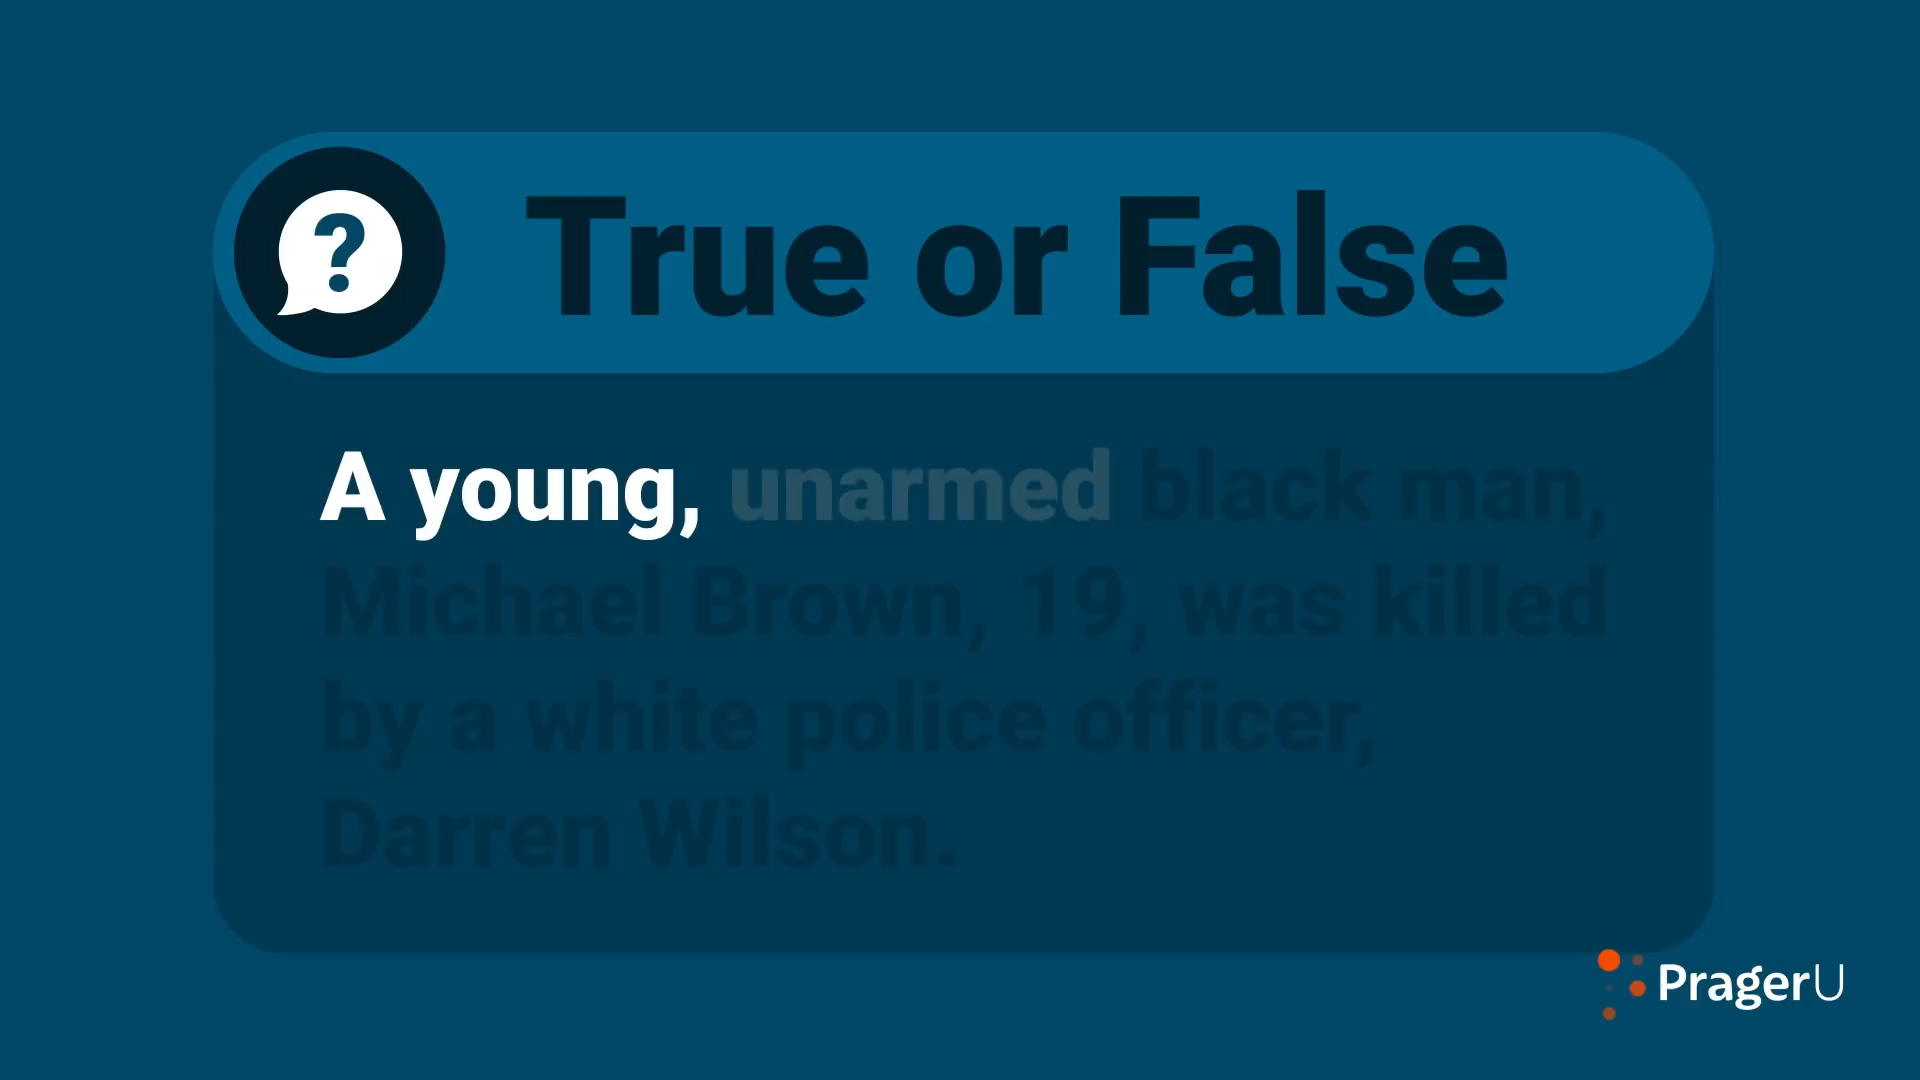 ?
True or False
A young, unarmed black man,
Michael Brown, 19, was killed
by a white police officer,
Darren Wilson.
PragerU